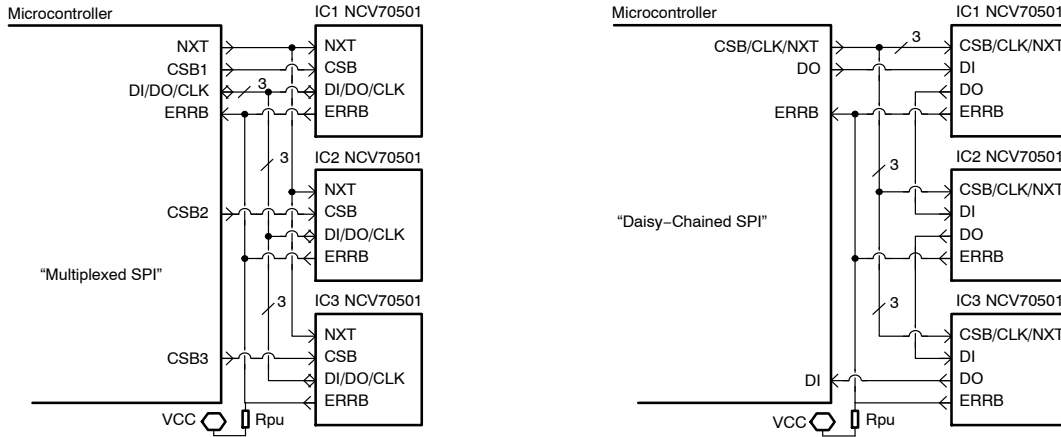 Microcontroller
NXT
CSB1
DI/DO/CLK
ERRB
3
IC1 NCV70501
NXT
CSB
DI/DO/CLK
ERRB
3
IC2 NCV70501
CSB2
NXT
CSB
DI/DO/CLK
ERRB
“Multiplexed SPI”
3
IC3 NCV70501
CSB3
NXT
CSB
DI/DO/CLK
ERRB
VCC
Rpu
Microcontroller
CSB/CLK/NXT
DO
ERRB
3
IC1 NCV70501
CSB/CLK/NXT
DI
DO
ERRB
3
IC2 NCV70501
CSB/CLK/NXT
DI
DO
ERRB
“Daisy−Chained SPI”
3
IC3 NCV70501
CSB/CLK/NXT
DI
DO
ERRB
DI
VCC
Rpu